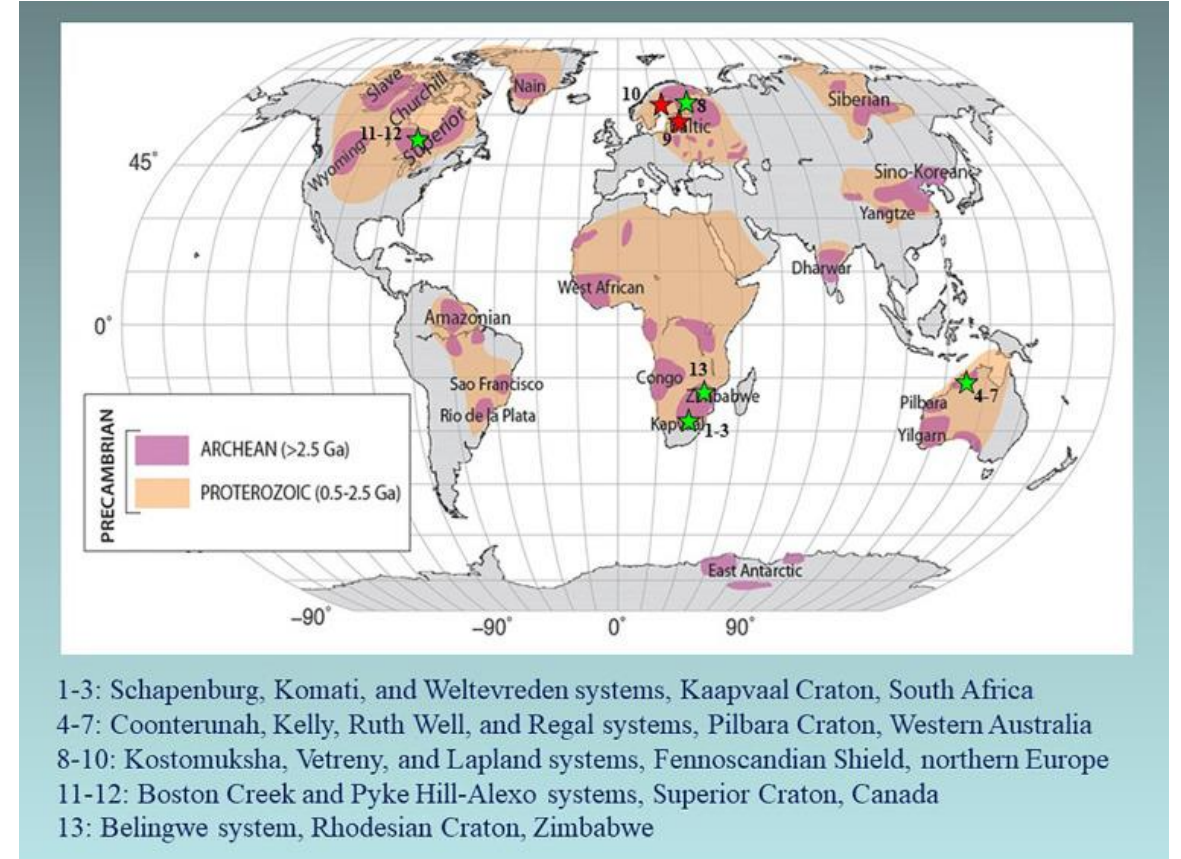 Slave
Churchill
Nain
Superior
Wyoming
11-12
10
8
9
Baltic
Siberian
45°
Sino-Korean
Yangtze
Dharwar
West African
Amazonian
0°
Congo
13
Zimbabwe
Sao Francisco
Rio de la Plata
Kapvaal
1-3
Pilbara
4-7
Yilgarn
PRECAMBRIAN
ARCHEAN (>2.5 Ga)
PROTEROZOIC (0.5-2.5 Ga)
East Antarctic
−90°
−90°
0°
90°
1-3: Schapenburg, Komati, and Weltevreden systems, Kaapvaal Craton, South Africa
4-7: Coonterunah, Kelly, Ruth Well, and Regal systems, Pilbara Craton, Western Australia
8-10: Kostomuksha, Vetreny, and Lapland systems, Fennoscandian Shield, northern Europe
11-12: Boston Creek and Pyke Hill-Alexo systems, Superior Craton, Canada
13: Belingwe system, Rhodesian Craton, Zimbabwe